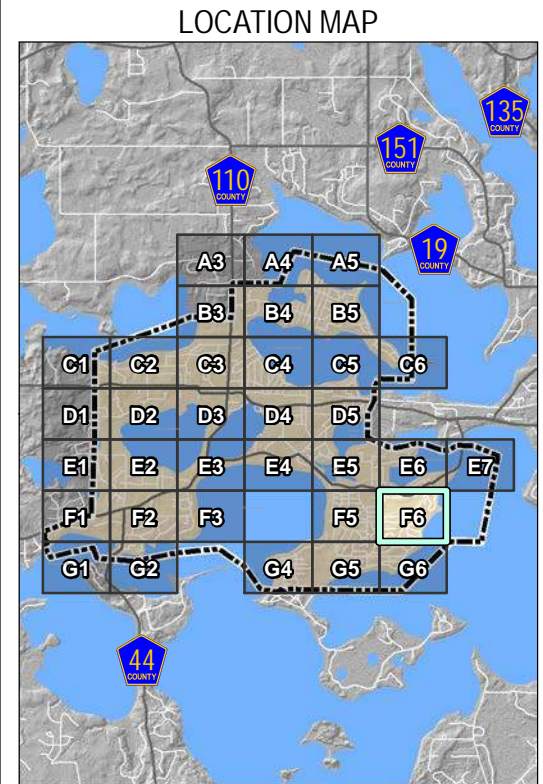 LOCATION MAP
135
COUNTY
151
COUNTY
110
COUNTY
19
COUNTY
A3 A4 A5
B3 B4 B5
C1 C2 C3 C4 C5 C6
D1 D2 D3 D4 D5
E1 E2 E3 E4 E5 E6 E7
F1 F2 F3 F5 F6
G1 G2 G4 G5 G6
44
COUNTY